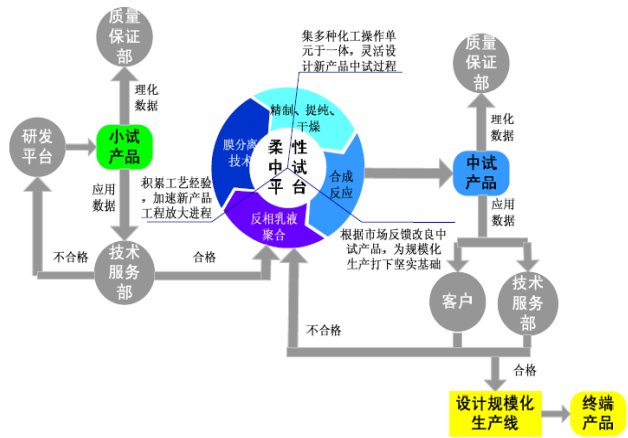 质量
保证
部
理化
数据
研发
平台
小试
产品
应用
数据
技术
服务
部
不合格
合格
集多种化工操作单
元于一体，灵活设
计新产品中试过程
精制、提纯、
干燥
膜分离
技术
柔 性
中 试
平 台
合成
反应
反相乳液
聚合
积累工艺经验
，加速新产品
工程放大进程
根据市场反馈改良中
试产品，为规模化
生产打下坚实基础
质量
保证
部
理化
数据
中试
产品
应用
数据
客户
技术
服务
部
不合格
合格
设计规模化
生产线
终端
产品